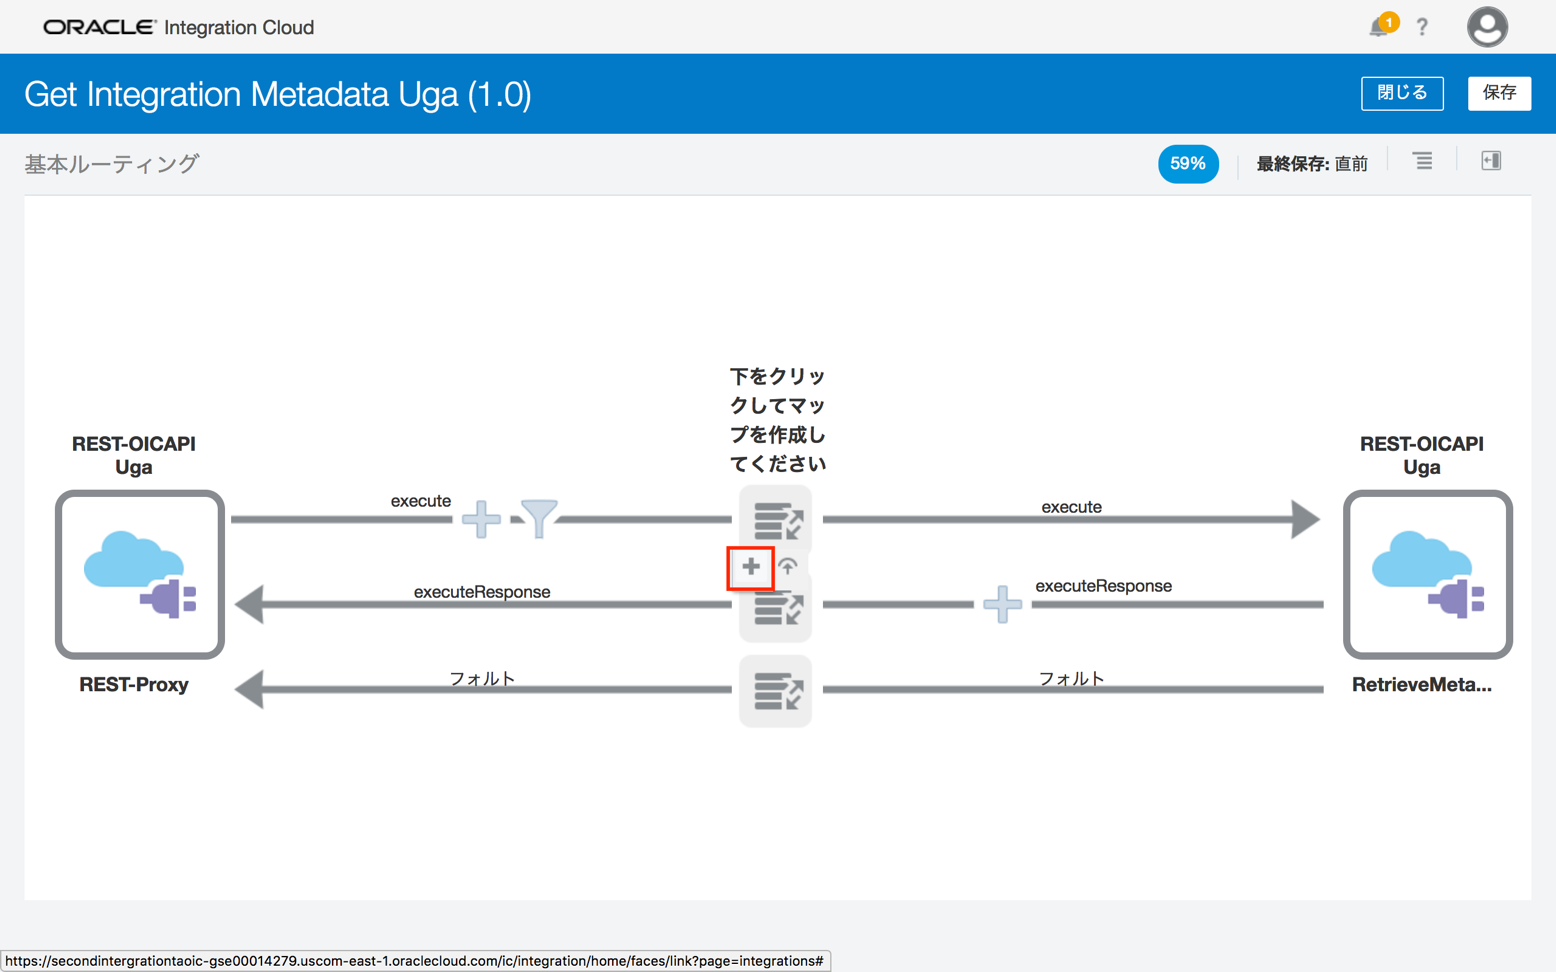 ORACLE Integration Cloud
1
?
Get Integration Metadata Uga (1.0)
閉じる
保存
基本ルーティング
59%
最終保存: 直前
下をクリッ
クしてマッ
プを作成し
てください
REST-OICAPI
Uga
REST-OICAPI
Uga
execute
execute
executeResponse
executeResponse
REST-Proxy
フォルト
フォルト
RetrieveMeta...
https://secondintergrationtaoic-gse00014279.uscom-east-1.oraclecloud.com/ic/integration/home/faces/link?page=integrations#